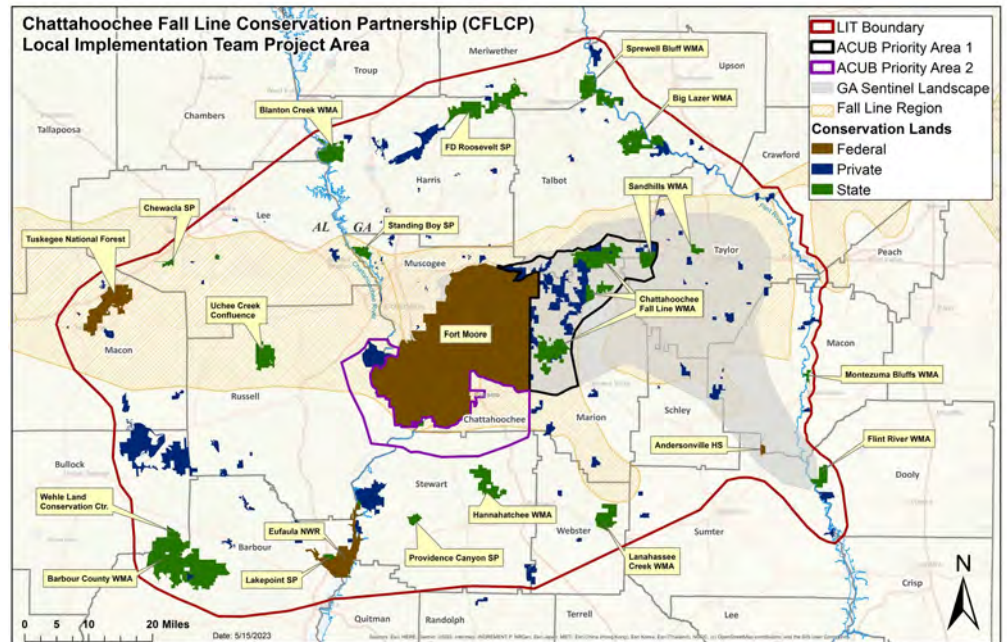 Chattahoochee Fall Line Conservation Partnership (CFLCP)
Local Implementation Team Project Area
LIT Boundary
ACUB Priority Area 1
ACUB Priority Area 2
GA Sentinel Landscape
Fall Line Region
Conservation Lands
Federal
Private
State
Meriwether
Sprewell Bluff WMA
Troup
Upson
Chambers
Blanton Creek WMA
Big Lazer WMA
Tallapoosa
FD Roosevelt SP
Crawford
Harris
Talbot
Sandhills WMA
Flint River
Chewacla SP
Lee
AL
GA
Standing Boy SP
Taylor
Tuskegee National Forest
Muscogee
Peach
Chattahoochee River
Uchee Creek
Confluence
Chattahoochee
Fall Line WMA
Fort Moore
Macon
Macon
Montezuma Bluffs WMA
Russell
Chattahoochee
Marion
Schley
Andersonville HS
Flint River WMA
Bullock
Dooly
Stewart
Wehle Land
Conservation Ctr.
Hannahatchee WMA
Webster
Eufaula NWR
Sumter
Barbour
Providence Canyon SP
Lanahassee
Creek WMA
Barbour County WMA
Lakepoint SP
N
Crisp
Quitman
Randolph
Terrell
Lee
0 5 10 20 Miles
Date: 5/15/2023